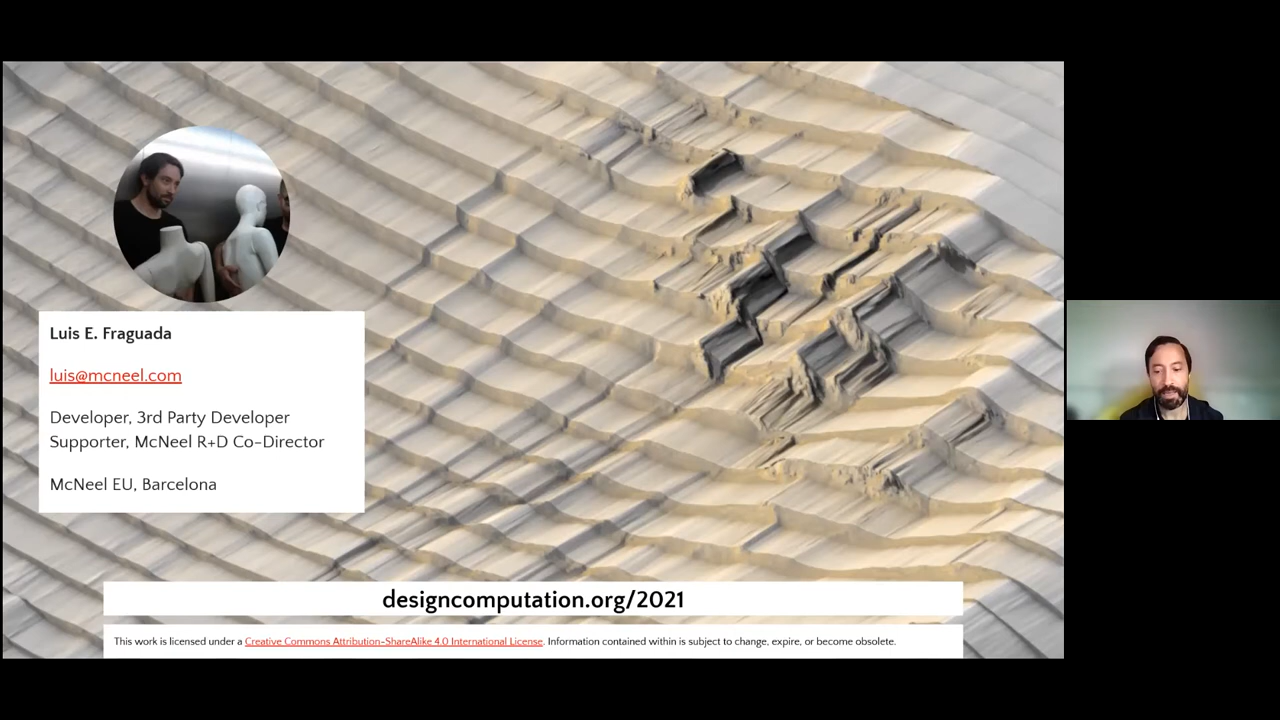 Luis E. Fraguada
luis@mcneel.com
Developer, 3rd Party Developer
Supporter, McNeel R+D Co-Director
McNeel EU, Barcelona
designcomputation.org/2021
This work is licensed under a Creative Commons Attribution-ShareAlike 4.0 International License. Information contained within is subject to change, expire, or become obsolete.